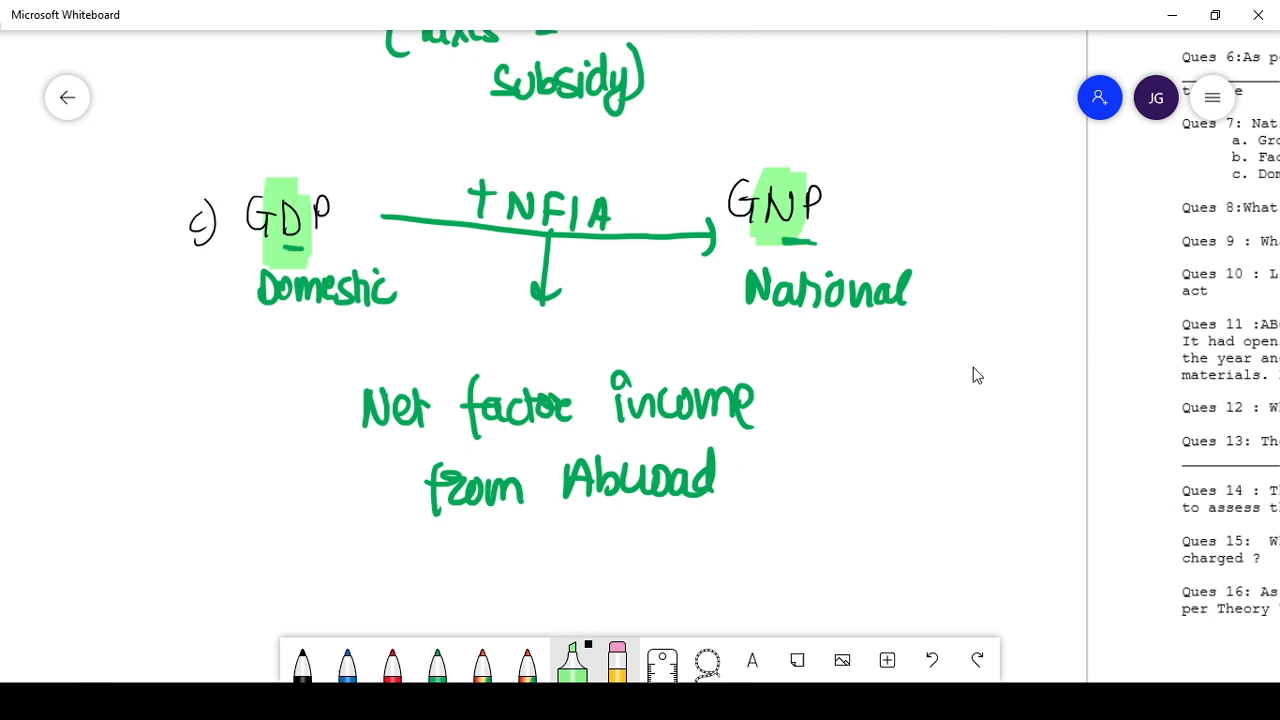 Microsoft Whiteboard
subsidy)
c) GDP + NFIA GNP
Domestic National
Net factor income
from Abroad
JG
Ques 6:As p
Ques 7: Nat
a. Gro
b. Fac
c. Dom
Ques 8:What
Ques 9 : Wha
Ques 10 : L
act
Ques 11 :AB
It had open
the year an
materials.
Ques 12 : W
Ques 13: Th
Ques 14 : T
to assess t
Ques 15: W
charged ?
Ques 16: As
per Theory
A